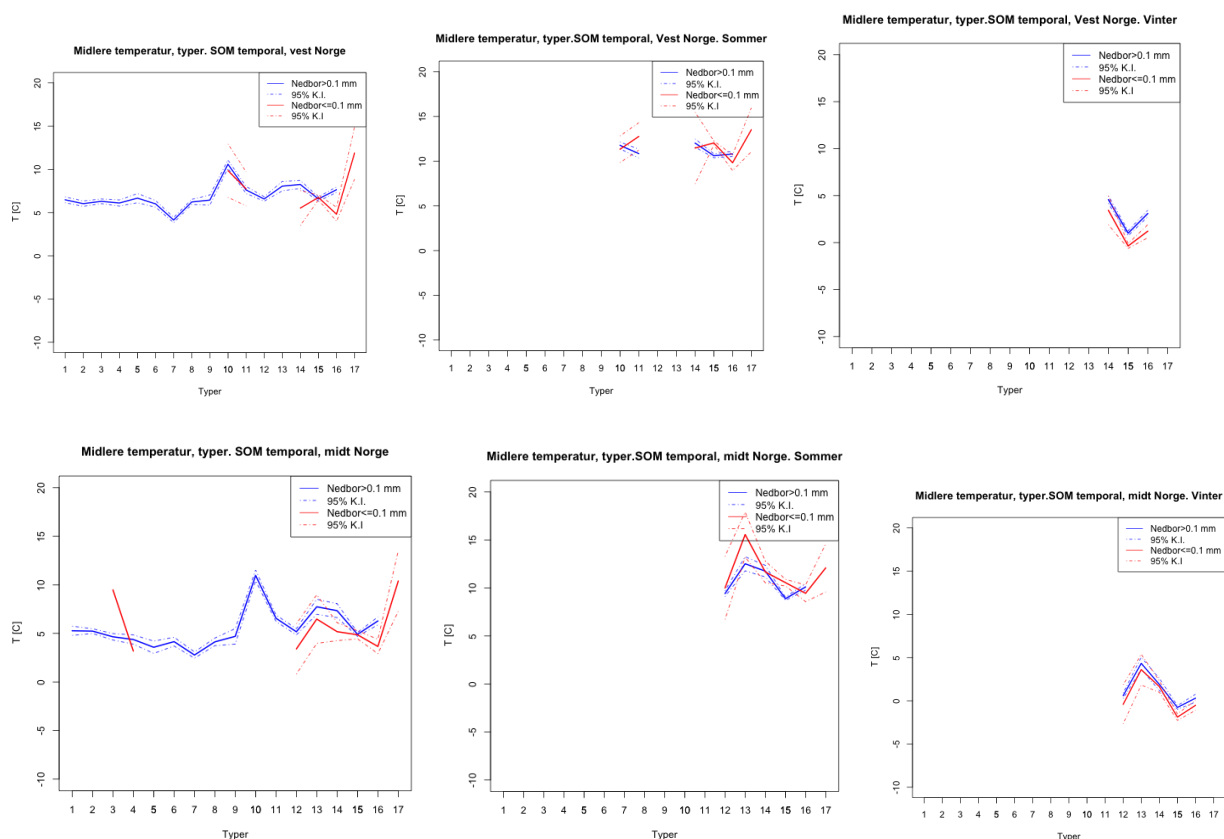 Midlere temperatur, typer. SOM temporal, vest Norge
Nedbor>0.1 mm
95% K.I.
Nedbor<=0.1 mm
95% K.I
T [C]
20
15
10
5
0
-5
-10
1 2 3 4 5 6 7 8 9 10 11 12 13 14 15 16 17
Typer
Midlere temperatur, typer.SOM temporal, Vest Norge. Sommer
Nedbor>0.1 mm
95% K.I.
Nedbor<=0.1 mm
95% K.I
T [C]
20
15
10
5
0
-5
-10
1 2 3 4 5 6 7 8 9 10 11 12 13 14 15 16 17
Typer
Midlere temperatur, typer.SOM temporal, Vest Norge. Vinter
Nedbor>0.1 mm
95% K.I.
Nedbor<=0.1 mm
95% K.I
T [C]
20
15
10
5
0
-5
-10
1 2 3 4 5 6 7 8 9 10 11 12 13 14 15 16 17
Typer
Midlere temperatur, typer. SOM temporal, midt Norge
Nedbor>0.1 mm
95% K.I.
Nedbor<=0.1 mm
95% K.I
T [C]
20
15
10
5
0
-5
-10
1 2 3 4 5 6 7 8 9 10 11 12 13 14 15 16 17
Typer
Midlere temperatur, typer.SOM temporal, midt Norge. Sommer
Nedbor>0.1 mm
95% K.I.
Nedbor<=0.1 mm
95% K.I
T [C]
20
15
10
5
0
-5
-10
1 2 3 4 5 6 7 8 9 10 11 12 13 14 15 16 17
Typer
Midlere temperatur, typer.SOM temporal, midt Norge. Vinter
Nedbor>0.1 mm
95% K.I.
Nedbor<=0.1 mm
95% K.I
T [C]
20
15
10
5
0
-5
-10
1 2 3 4 5 6 7 8 9 10 11 12 13 14 15 16 17
Typer